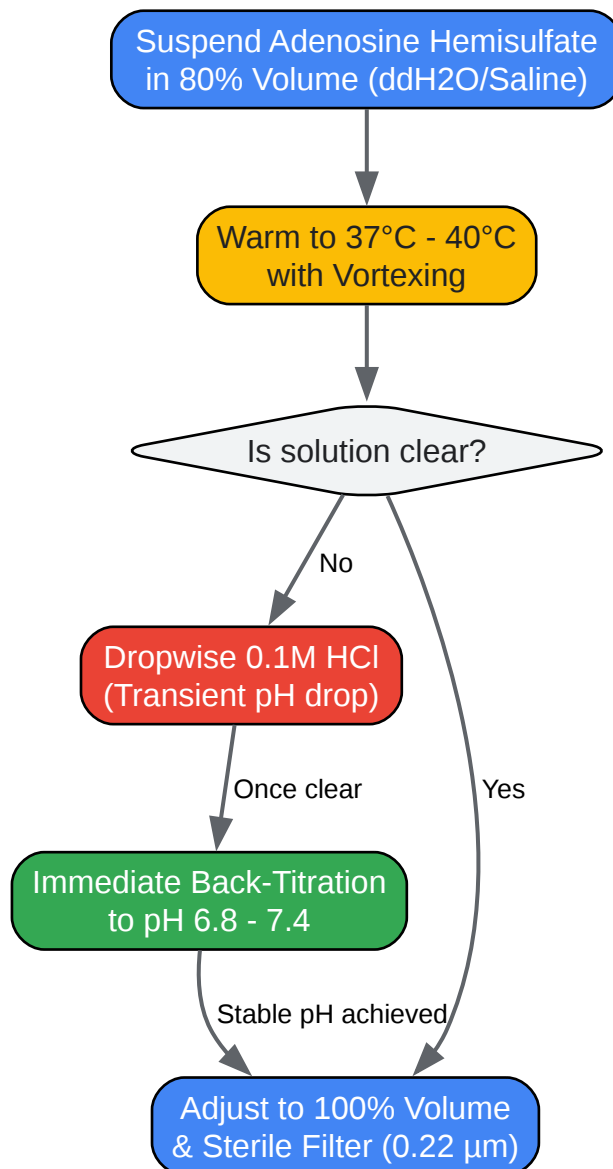 Suspend Adenosine Hemisulfate
in 80% Volume (ddH2O/Saline)
Warm to 37°C - 40°C
with Vortexing
Is solution clear?
No
Dropwise 0.1M HCl
(Transient pH drop)
Once clear
Yes
Immediate Back-Titration
to pH 6.8 - 7.4
Stable pH achieved
Adjust to 100% Volume
& Sterile Filter (0.22 µm)